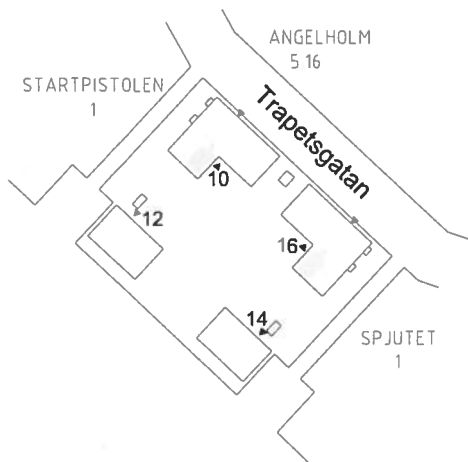 ANGELHOLM
5 16
STARTPISTOLEN
1
Trapetsgatan
10
12
16
14
SPJUTET
1